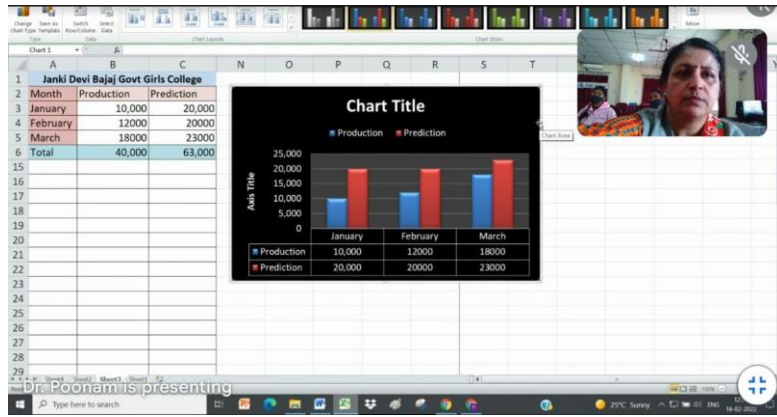 Change Chart Type
Save As Template
Switch Row/Column
Select Data
Move
Type
Data
Chart Layouts
Chart Styles
Chart 1
fx
A B C N O P Q R S T
1 Janki Devi Bajaj Govt Girls College
2 Month Production Prediction
3 January 10,000 20,000
4 February 12000 20000
5 March 18000 23000
6 Total 40,000 63,000
15
16
17
18
19
20
21
22
23
24
25
26
27
28
29
Chart Title
Production Prediction
Axis Title
25,000
20,000
15,000
10,000
5,000
0
January February March
Production 10,000 12000 18000
Prediction 20,000 20000 23000
Chart Area
Sheet2 Sheet3 Sheet1
Dr. Poonam is presenting
Type here to search
25°C Sunny
ENG
16-02-2022